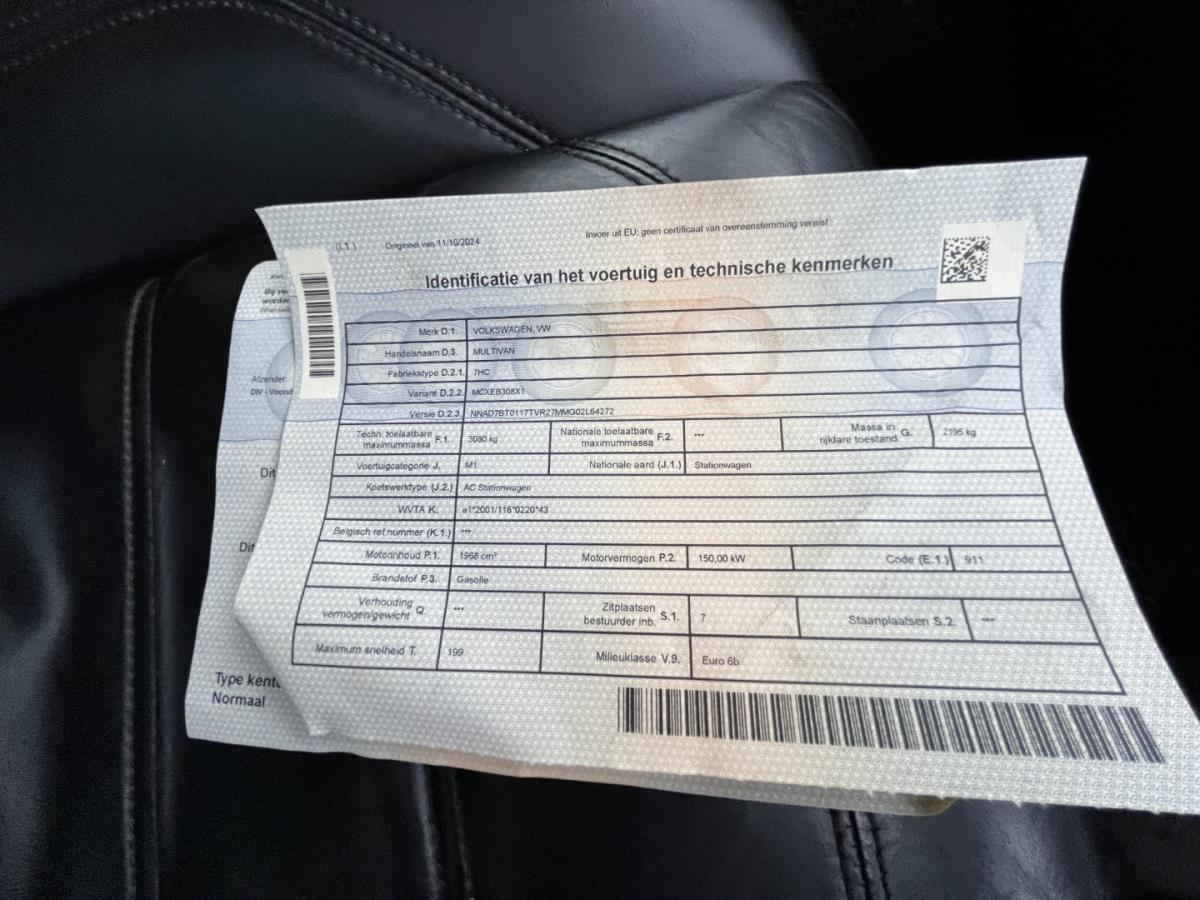 (I.1.)
Origineel van 11/10/2024
Invoer uit EU: geen certificaat van overeenstemming vereist
Identificatie van het voertuig en technische kenmerken
Merk D.1. VOLKSWAGEN, VW
Handelsnaam D.3. MULTIVAN
Fabriekstype D.2.1. 7HC
Variant D.2.2. MCXEB308X1
Versie D.2.3. NNAD7BT0117TVR27MMG02L64272
Techn. toelaatbare maximummassa F.1. 3080 kg Nationale toelaatbare maximummassa F.2. --- Massa in rijklare toestand G. 2195 kg
Voertuigcategorie J. M1 Nationale aard (J.1.) Stationwagen
Koetswerktype (J.2.) AC Stationwagen
WVTA K. e1*2001/116*0220*43
Belgisch ref nummer (K.1.) ---
Motorinhoud P.1. 1968 cm³ Motorvermogen P.2. 150,00 kW Code (E.1.) 911
Brandstof P.3. Gasolie
Verhouding vermogen/gewicht Q. --- Zitplaatsen bestuurder inb. S.1. 7 Staanplaatsen S.2. ---
Maximum snelheid T. 199 Milieuklasse V.9. Euro 6b
Afzender
DIV - Voorui
Dit
Dit
Type kent
Normaal